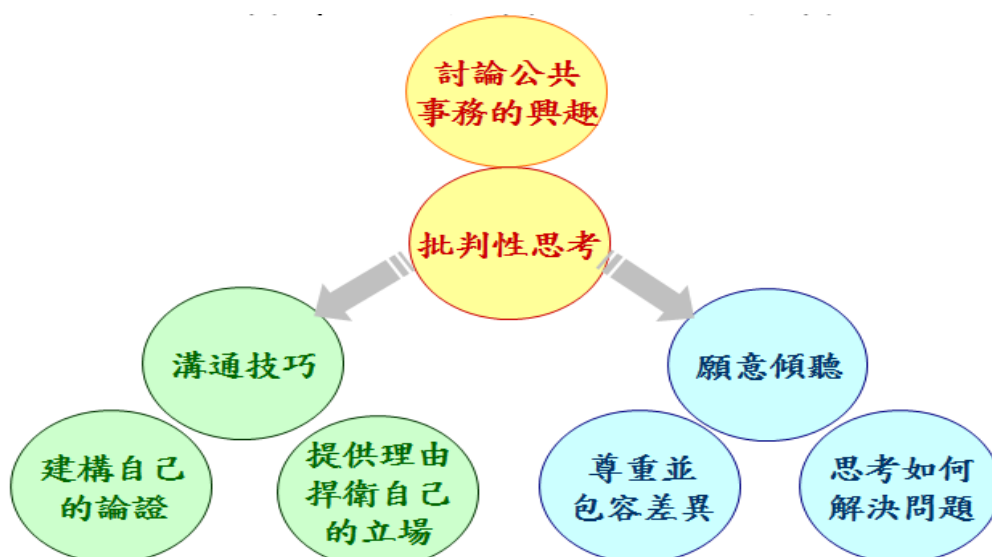 討論公共
事務的興趣
批判性思考
溝通技巧
願意傾聽
建構自己
的論證
提供理由
捍衛自己
的立場
尊重並
包容差異
思考如何
解決問題